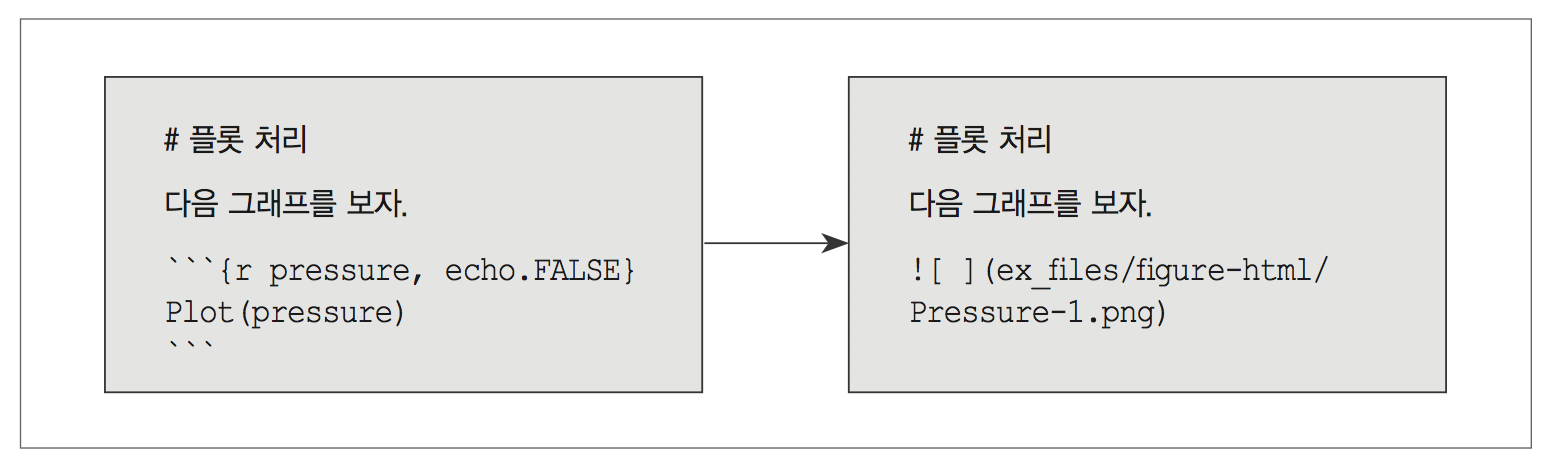 # 플롯 처리
다음 그래프를 보자.
```{r pressure, echo.FALSE}
Plot(pressure)
```
# 플롯 처리
다음 그래프를 보자.
![ ](ex_files/figure-html/
Pressure-1.png)